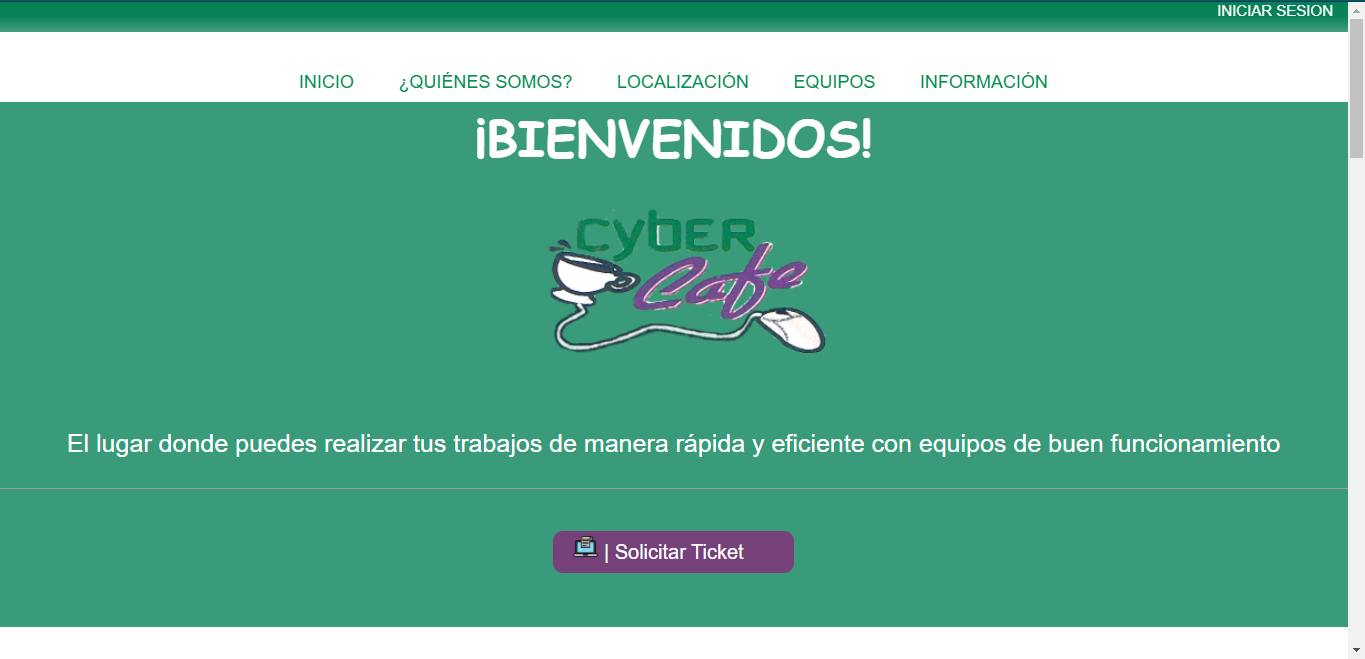 INICIAR SESION
INICIO ¿QUIÉNES SOMOS? LOCALIZACIÓN EQUIPOS INFORMACIÓN
¡BIENVENIDOS!
cyBER
Cafe
El lugar donde puedes realizar tus trabajos de manera rápida y eficiente con equipos de buen funcionamiento
| Solicitar Ticket